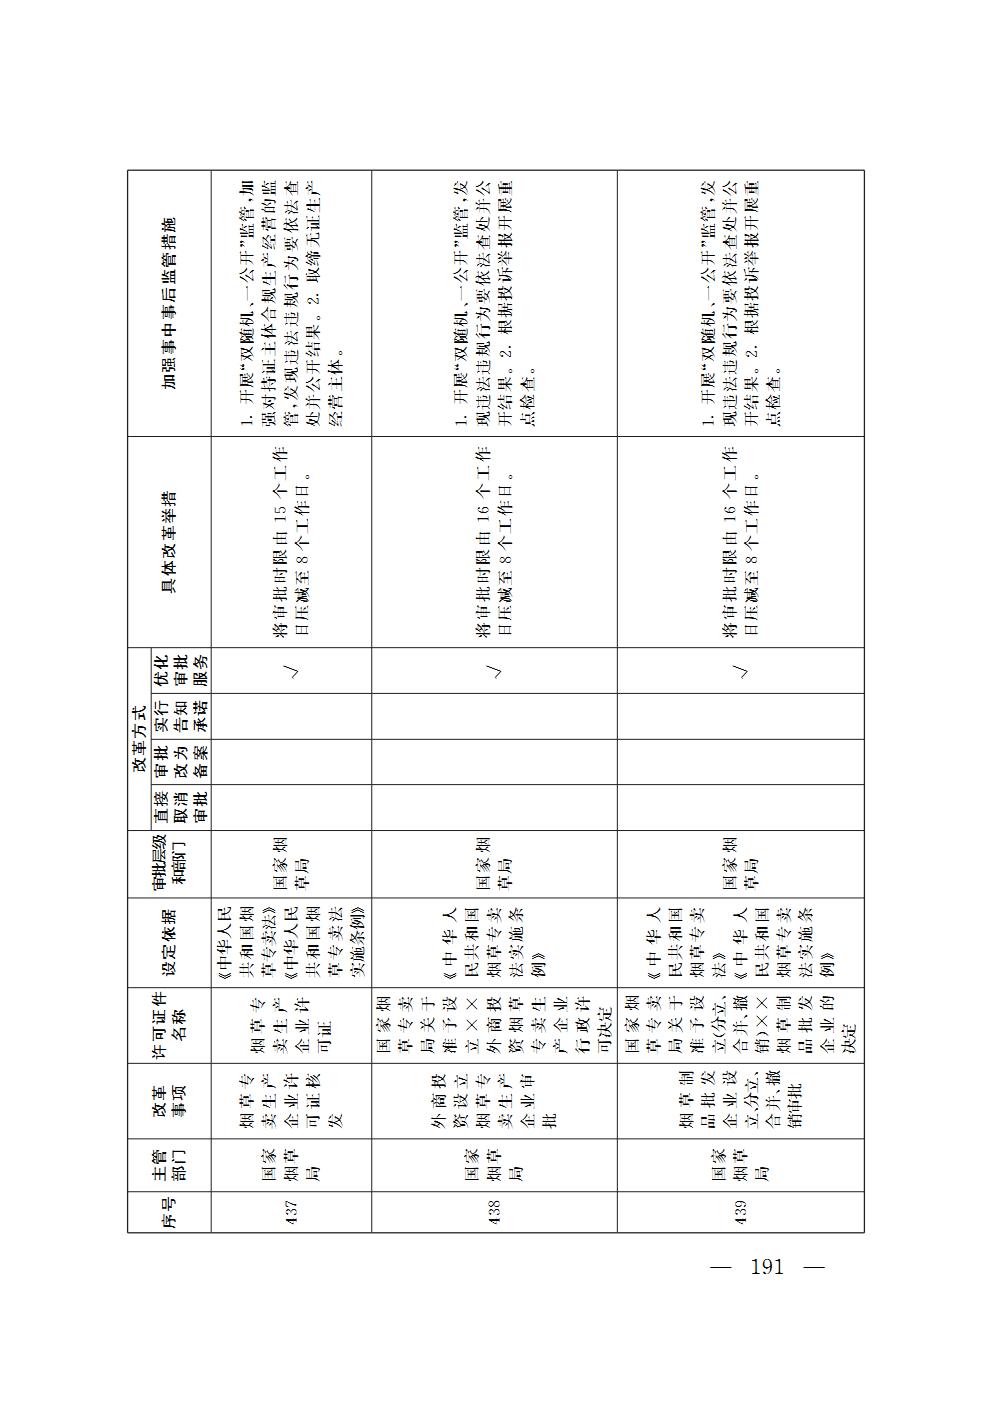 序号
主管
部门
改革
事项
许可证件
名称
设定依据
审批层级
和部门
改革方式
直接
取消
审批
审批
改为
备案
实行
告知
承诺
优化
审批
服务
具体改革举措
加强事中事后监管措施
437
国家
烟草
局
烟草专
卖生产
企业许
可证核
发
烟草专
卖生产
企业许
可证
《中华人民
共和国烟
草专卖法》
《中华人民
共和国烟
草专卖法
实施条例》
国家烟
草局
√
将审批时限由 15 个工作
日压减至 8 个工作日。
1. 开展“双随机、一公开”监管,加
强对持证主体合规生产经营的监
管,发现违法违规行为要依法查
处并公开结果。2. 取缔无证生产
经营主体。
438
国家
烟草
局
外商投
资设立
烟草专
卖生产
企业审
批
国家烟
草专卖
局关于
准予设
立××
外商投
资烟草
专卖生
产企业
行政许
可决定
《中华人
民共和国
烟草专卖
法实施条
例》
国家烟
草局
√
将审批时限由 16 个工作
日压减至 8 个工作日。
1. 开展“双随机、一公开”监管,发
现违法违规行为要依法查处并公
开结果。2. 根据投诉举报开展重
点检查。
439
国家
烟草
局
烟草制
品批发
企业设
立、分立、
合并、撤
销审批
国家烟
草专卖
局关于
准予设
立(分立、
合并、撤
销)××
烟草制
品批发
企业的
决定
《中华人
民共和国
烟草专卖
法》
《中华人
民共和国
烟草专卖
法实施条
例》
国家烟
草局
√
将审批时限由 16 个工作
日压减至 8 个工作日。
1. 开展“双随机、一公开”监管,发
现违法违规行为要依法查处并公
开结果。2. 根据投诉举报开展重
点检查。
— 191 —